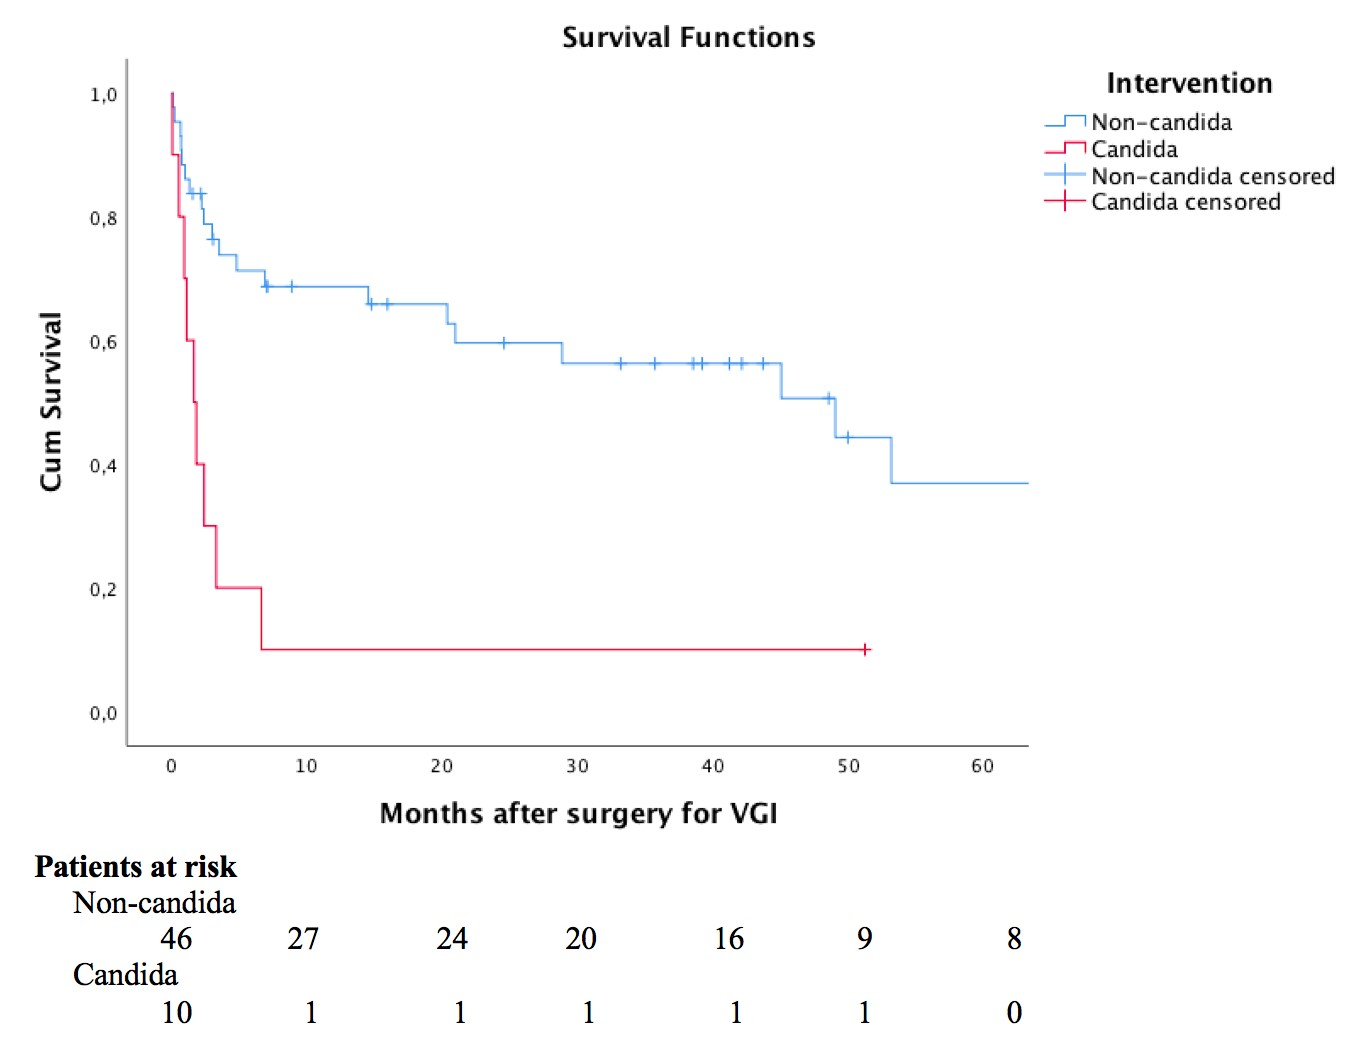 Survival Functions
Intervention
Non-candida
Candida
Non-candida censored
Candida censored
Cum Survival
1,0
0,8
0,6
0,4
0,2
0,0
0 10 20 30 40 50 60
Months after surgery for VGI
Patients at risk
Non-candida
46 27 24 20 16 9 8
Candida
10 1 1 1 1 1 0